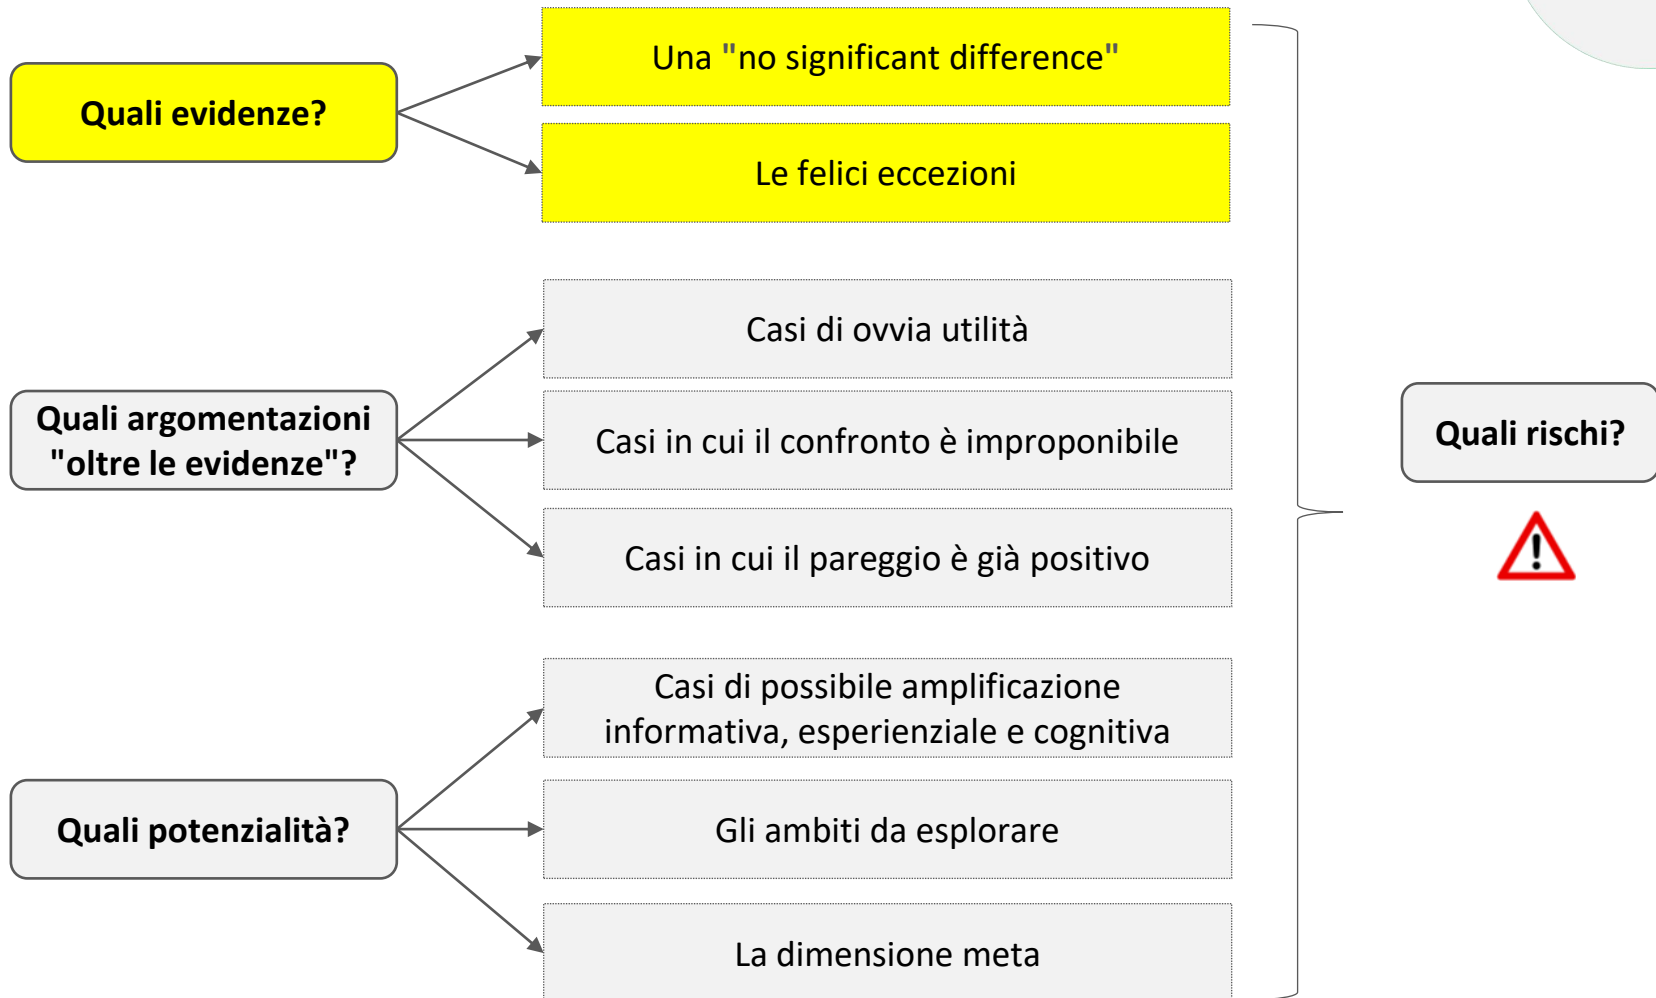 Quali evidenze?
Una "no significant difference"
Le felici eccezioni
Quali argomentazioni
"oltre le evidenze"?
Casi di ovvia utilità
Casi in cui il confronto è improponibile
Casi in cui il pareggio è già positivo
Quali potenzialità?
Casi di possibile amplificazione
informativa, esperienziale e cognitiva
Gli ambiti da esplorare
La dimensione meta
Quali rischi?